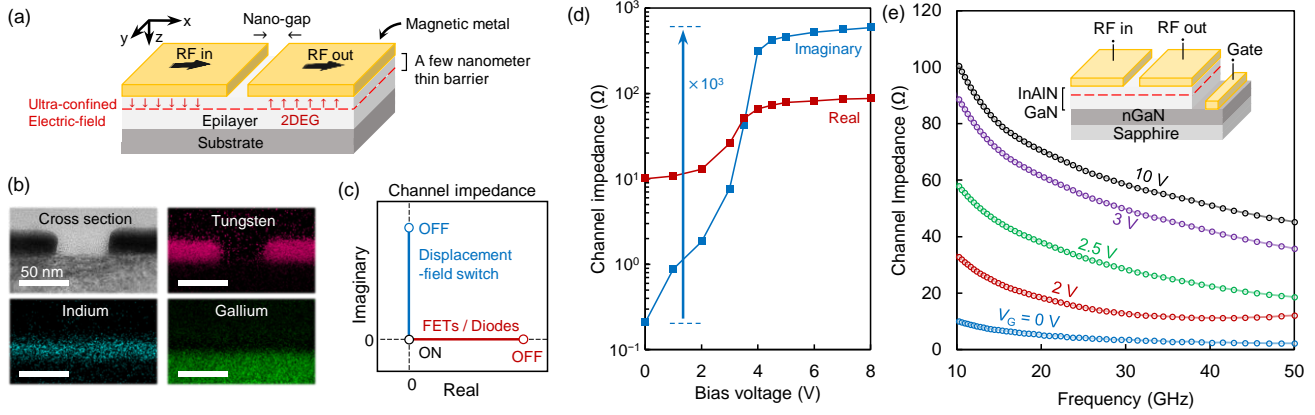 (a)
x
y
z
Nano-gap
Magnetic metal
RF in
RF out
A few nanometer
thin barrier
Ultra-confined
Electric-field
Epilayer
2DEG
Substrate
(b)
Cross section
50 nm
Tungsten
Indium
Gallium
(c)
Channel impedance
Imaginary
OFF
Displacement
-field switch
FETs / Diodes
0
ON
OFF
0
Real
(d)
Channel impedance (Ω)
10³
10²
10¹
10⁰
10⁻¹
Imaginary
×10³
Real
0
2
4
6
8
Bias voltage (V)
(e)
Channel Impedance (Ω)
120
100
80
60
40
20
0
RF in
RF out
Gate
InAlN
GaN
nGaN
Sapphire
10 V
3 V
2.5 V
2 V
V_G = 0 V
10
20
30
40
50
Frequency (GHz)